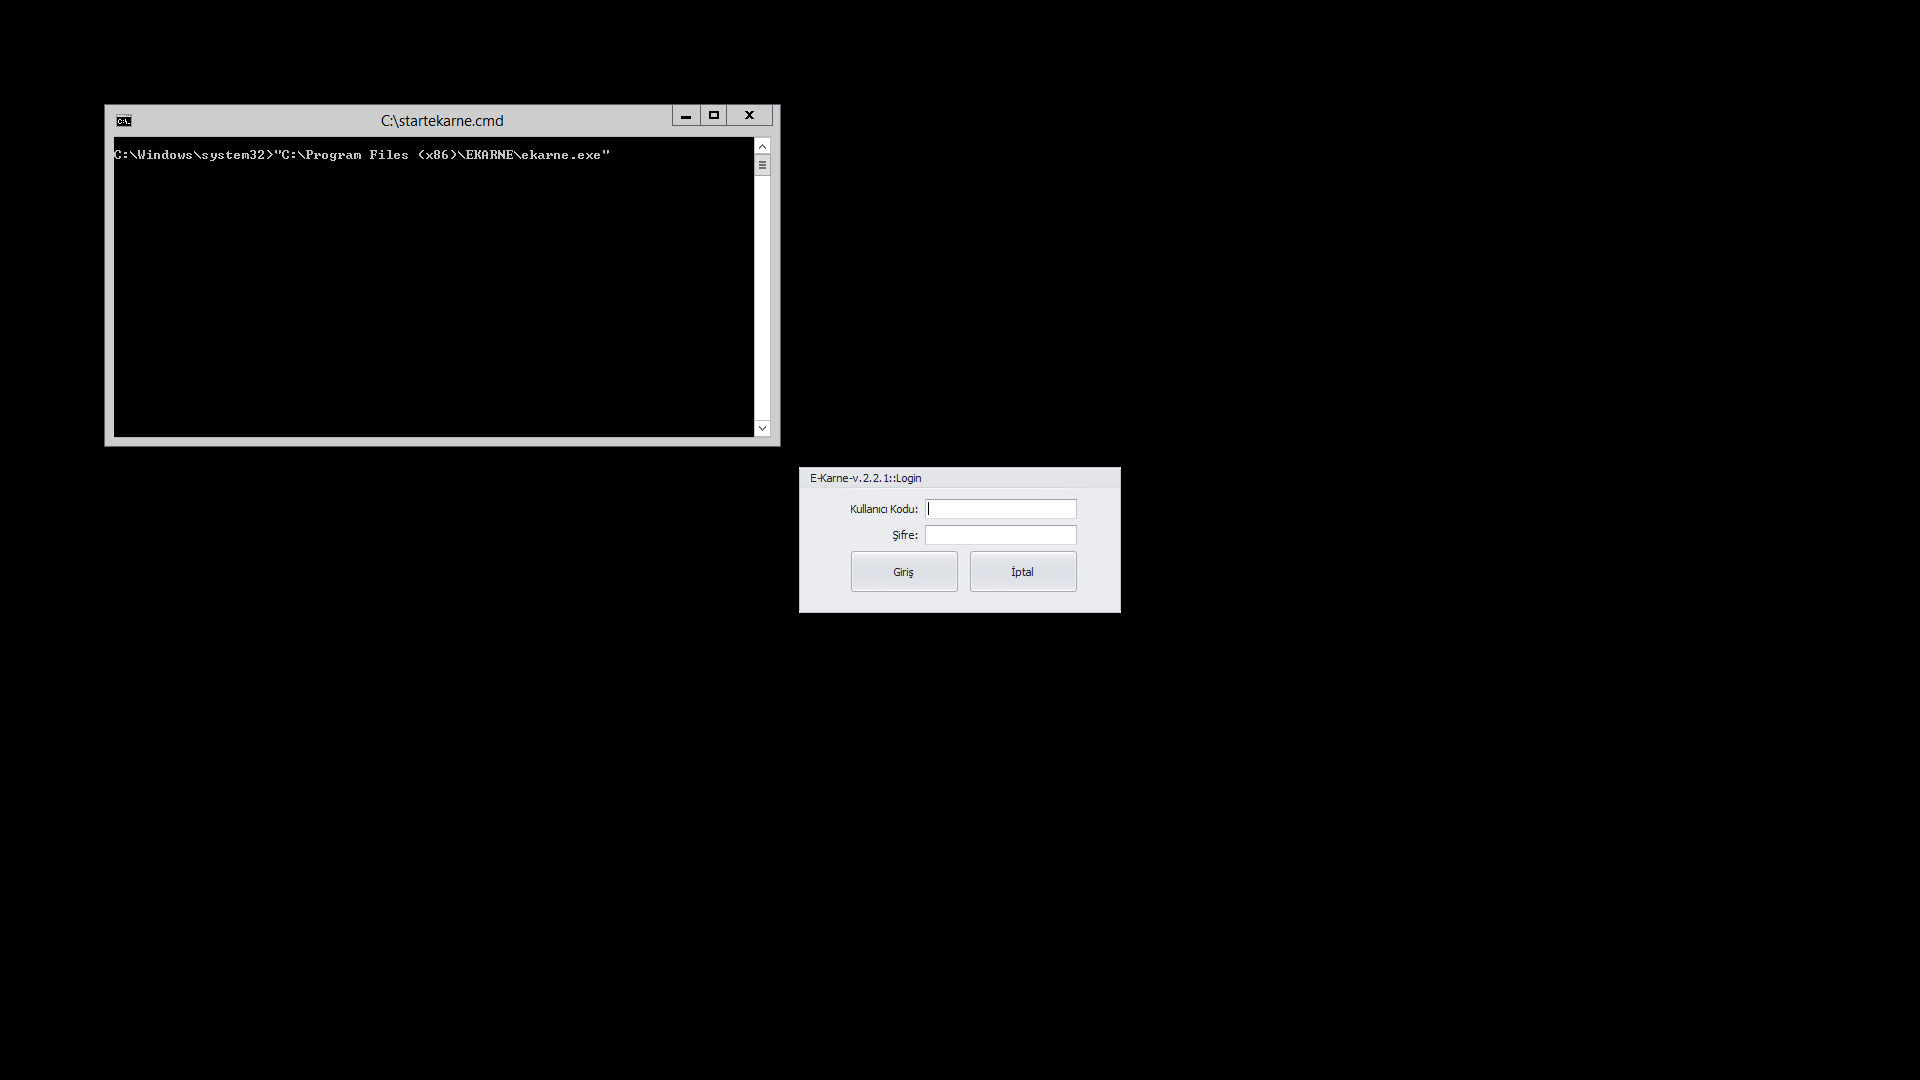 C:\startekarne.cmd
C:\Windows\system32>"C:\Program Files (x86)\EKARNE\ekarne.exe"
E-Karne-v.2.2.1::Login
Kullanıcı Kodu:
Şifre:
Giriş
İptal